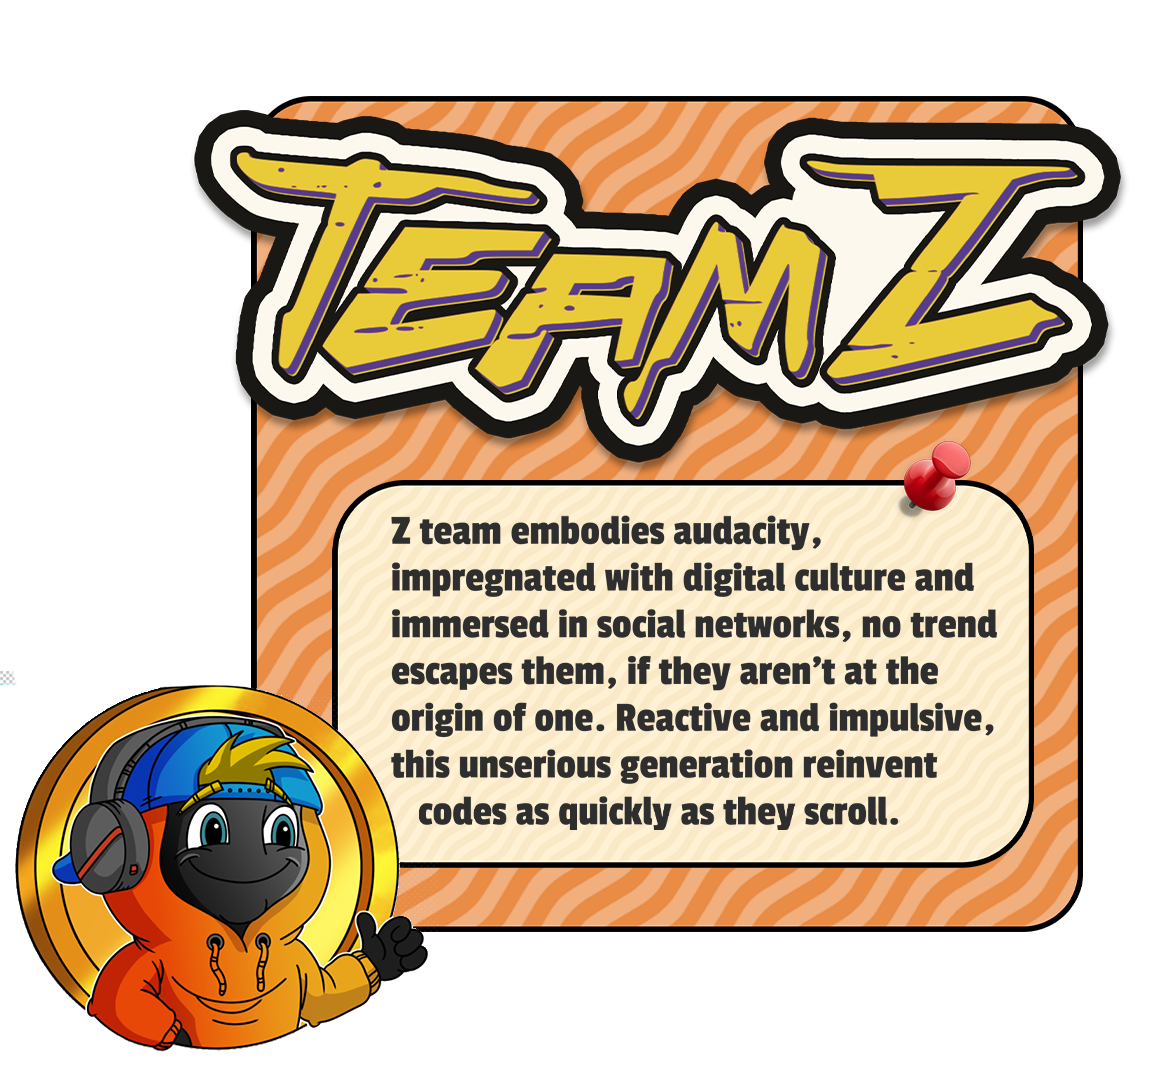 TEAM Z
Z team embodies audacity,
impregnated with digital culture and
immersed in social networks, no trend
escapes them, if they aren’t at the
origin of one. Reactive and impulsive,
this unserious generation reinvent
codes as quickly as they scroll.